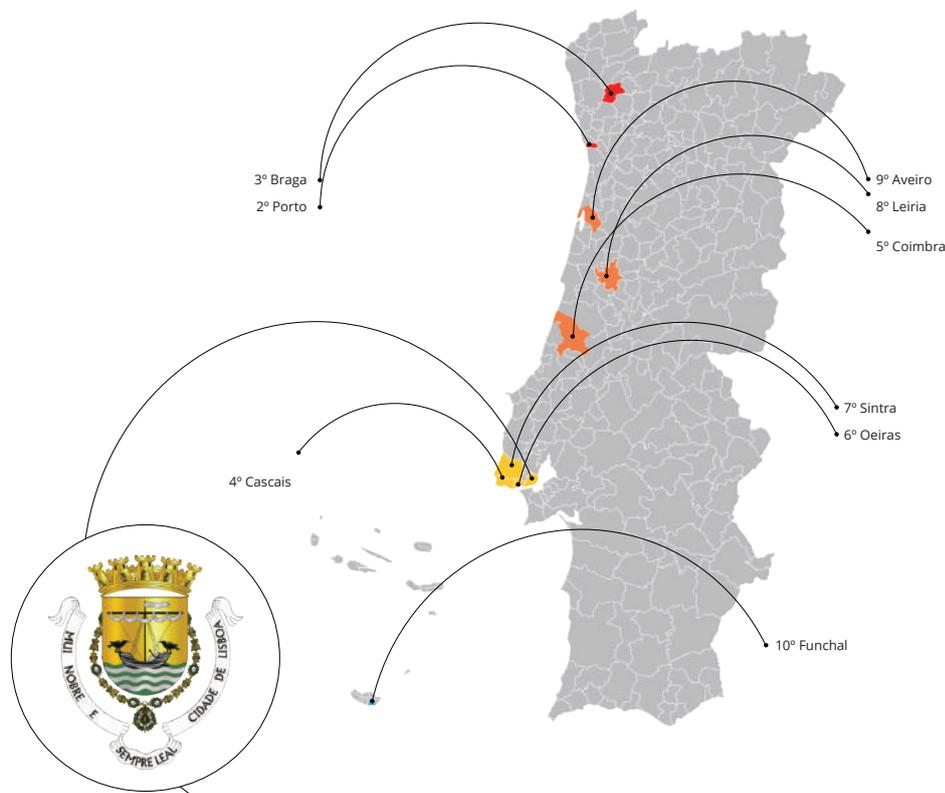 3º Braga
2º Porto
9º Aveiro
8º Leiria
5º Coimbra
7º Sintra
6º Oeiras
4º Cascais
10º Funchal
MUI NOBRE E
SEMPRE LEAL
CIDADE DE LISBOA